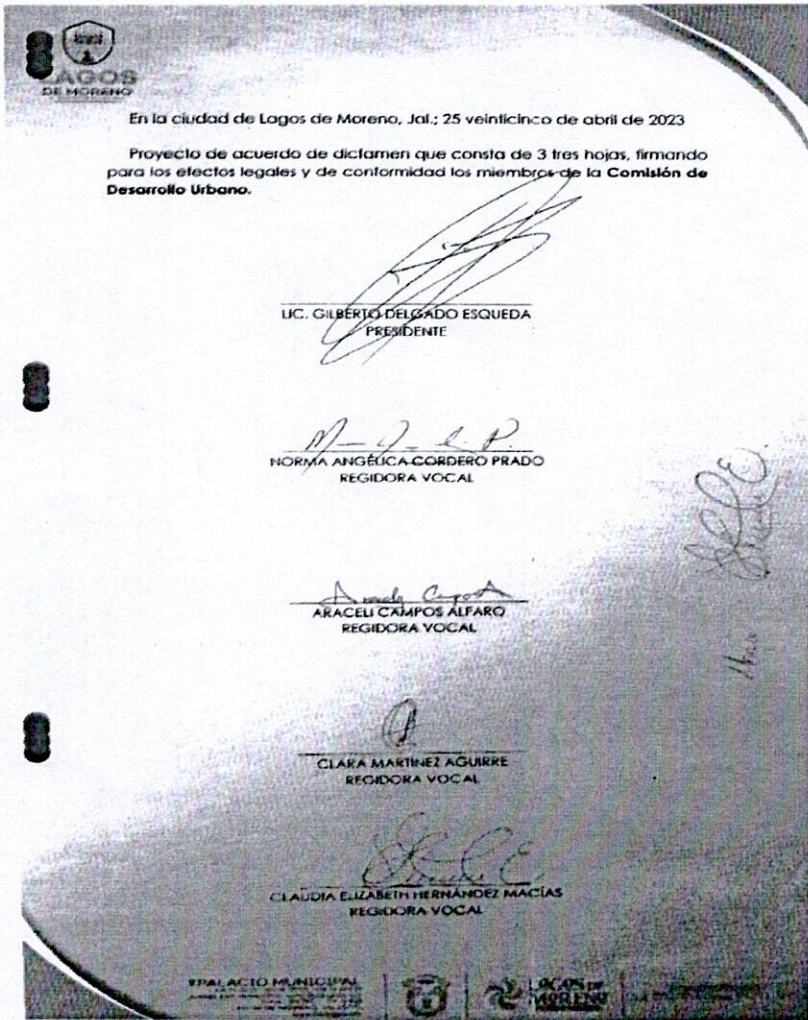 LAGOS
DE MORENO
En la ciudad de Lagos de Moreno, Jal.; 25 veinticinco de abril de 2023
Proyecto de acuerdo de dictamen que consta de 3 tres hojas, firmando
para los efectos legales y de conformidad los miembros de la Comisión de
Desarrollo Urbano.
LIC. GILBERTO DELGADO ESQUEDA
PRESIDENTE
NORMA ANGÉLICA CORDERO PRADO
REGIDORA VOCAL
ARACELI CAMPOS ALFARO
REGIDORA VOCAL
CLARA MARTÍNEZ AGUIRRE
REGIDORA VOCAL
CLAUDIA ELIZABETH HERNÁNDEZ MACÍAS
REGIDORA VOCAL
PALACIO MUNICIPAL
LAGOS DE
MORENO